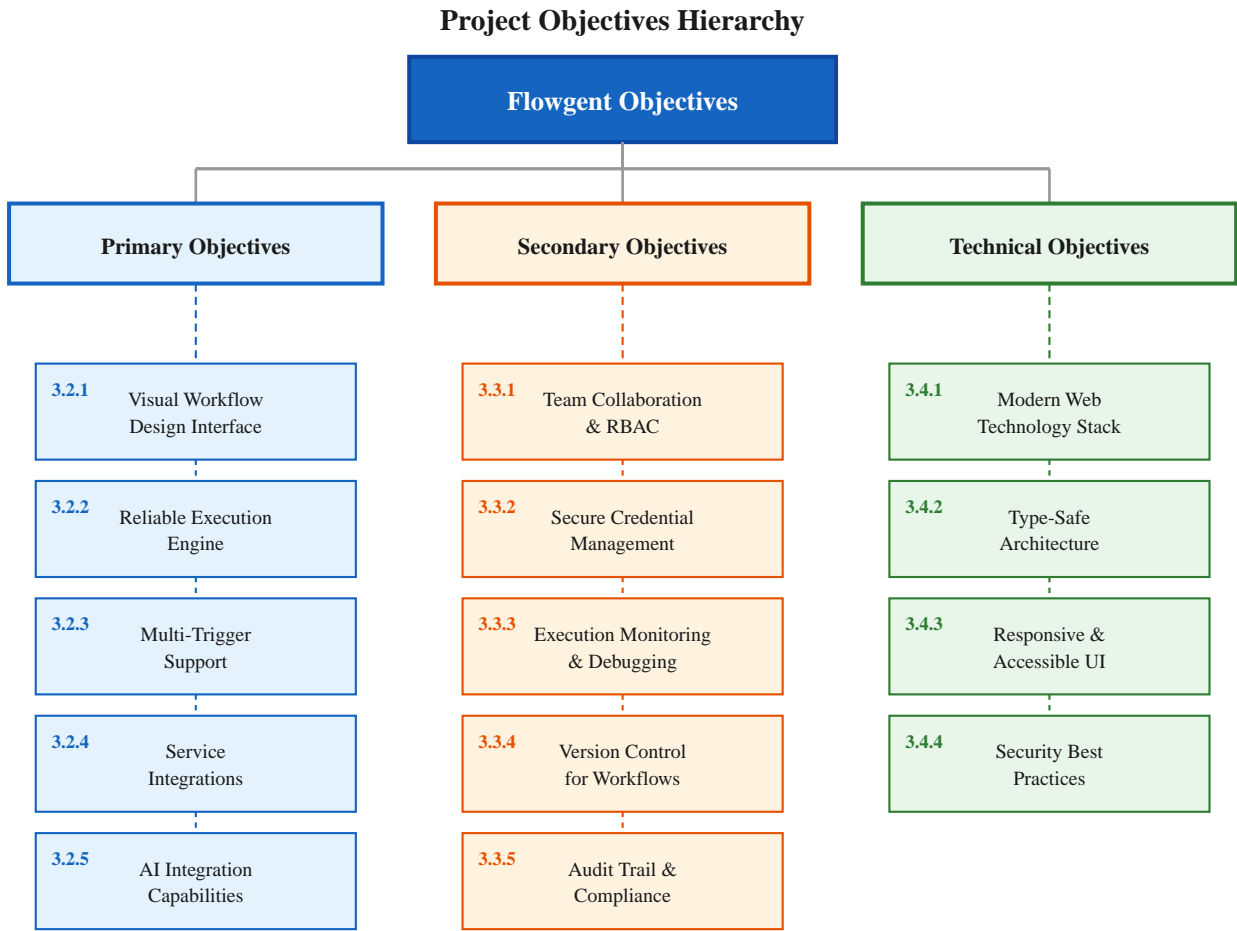 Project Objectives Hierarchy
Flowgent Objectives
Primary Objectives
Secondary Objectives
Technical Objectives
3.2.1
Visual Workflow
Design Interface
3.2.2
Reliable Execution
Engine
3.2.3
Multi-Trigger
Support
3.2.4
Service
Integrations
3.2.5
AI Integration
Capabilities
3.3.1
Team Collaboration
& RBAC
3.3.2
Secure Credential
Management
3.3.3
Execution Monitoring
& Debugging
3.3.4
Version Control
for Workflows
3.3.5
Audit Trail &
Compliance
3.4.1
Modern Web
Technology Stack
3.4.2
Type-Safe
Architecture
3.4.3
Responsive &
Accessible UI
3.4.4
Security Best
Practices